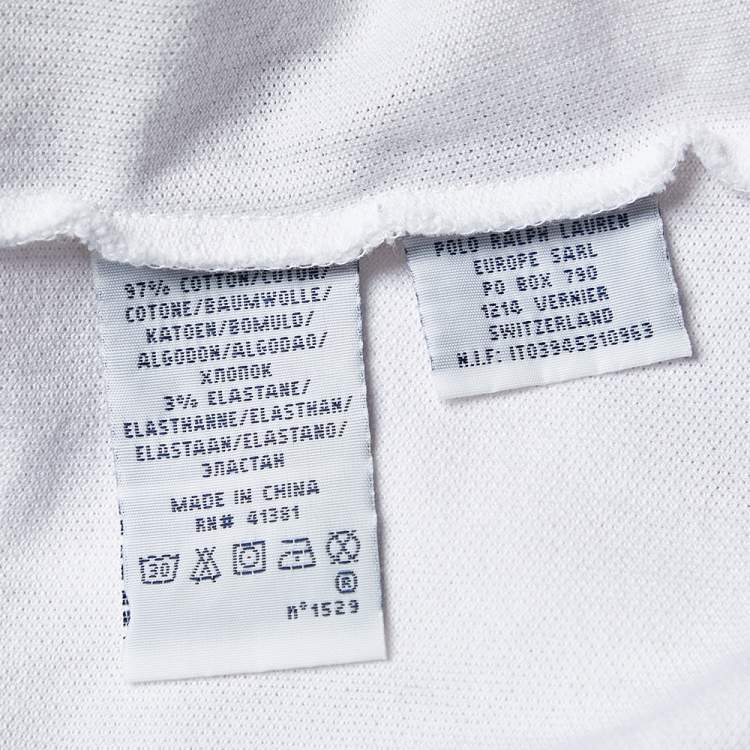 97% COTTON/COTON/
COTONE/BAUMWOLLE/
KATOEN/BOMULD/
ALGODON/ALGODAO/
ХЛОПОК
3% ELASTANE/
ELASTHANNE/ELASTHAN/
ELASTAAN/ELASTANO/
ЭЛАСТАН
MADE IN CHINA
RN# 41381
30
®
n°1529
POLO RALPH LAUREN
EUROPE SARL
PO BOX 790
1214 VERNIER
SWITZERLAND
N.I.F: IT03945310963